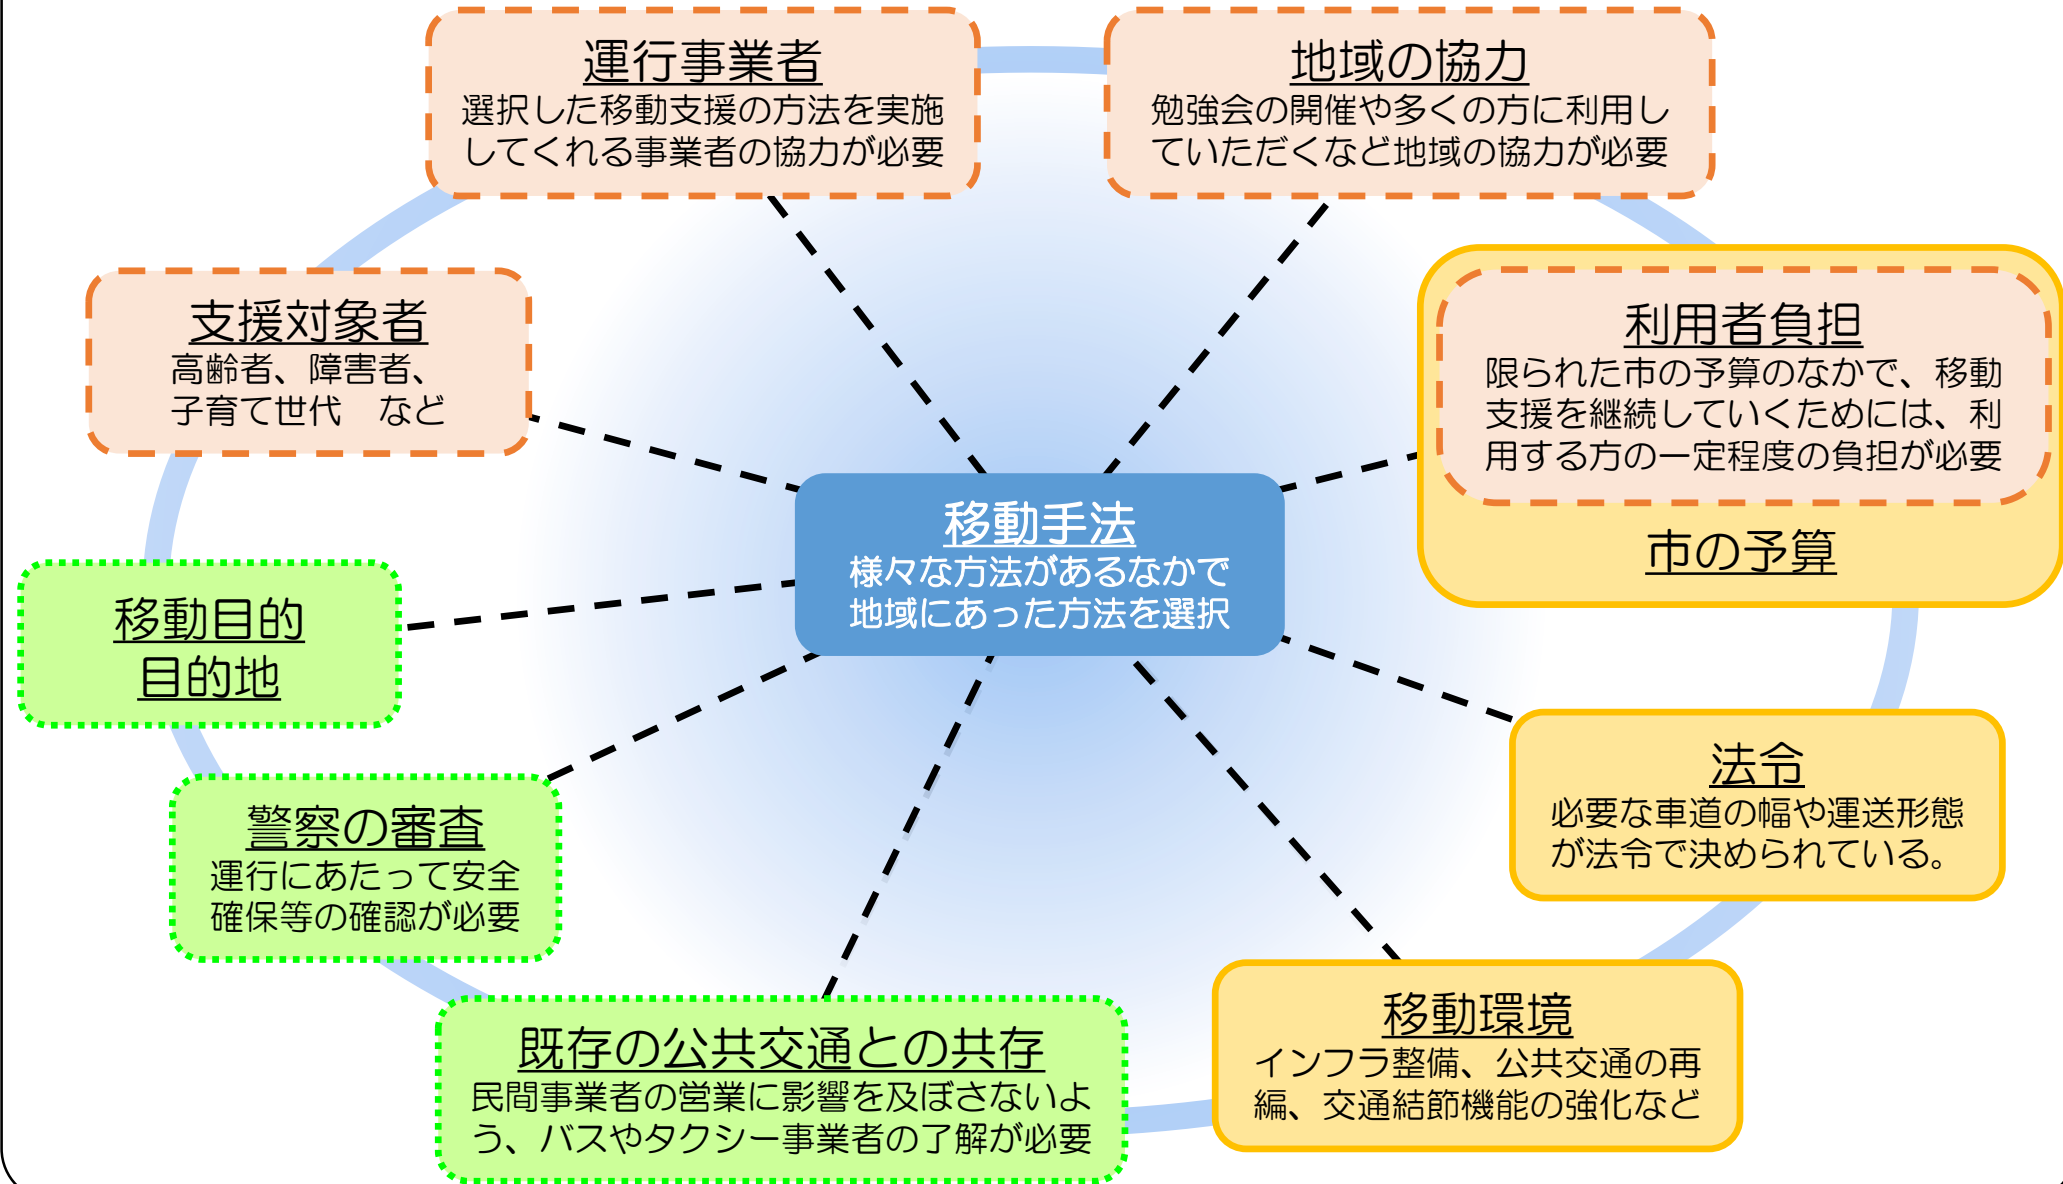 運行事業者
選択した移動支援の方法を実施
してくれる事業者の協力が必要
地域の協力
勉強会の開催や多くの方に利用し
ていただくなど地域の協力が必要
支援対象者
高齢者、障害者、
子育て世代　など
利用者負担
限られた市の予算のなかで、移動
支援を継続していくためには、利
用する方の一定程度の負担が必要
市の予算
移動手法
様々な方法があるなかで
地域にあった方法を選択
移動目的
目的地
法令
必要な車道の幅や運送形態
が法令で決められている。
警察の審査
運行にあたって安全
確保等の確認が必要
移動環境
インフラ整備、公共交通の再
編、交通結節機能の強化など
既存の公共交通との共存
民間事業者の営業に影響を及ぼさないよ
う、バスやタクシー事業者の了解が必要